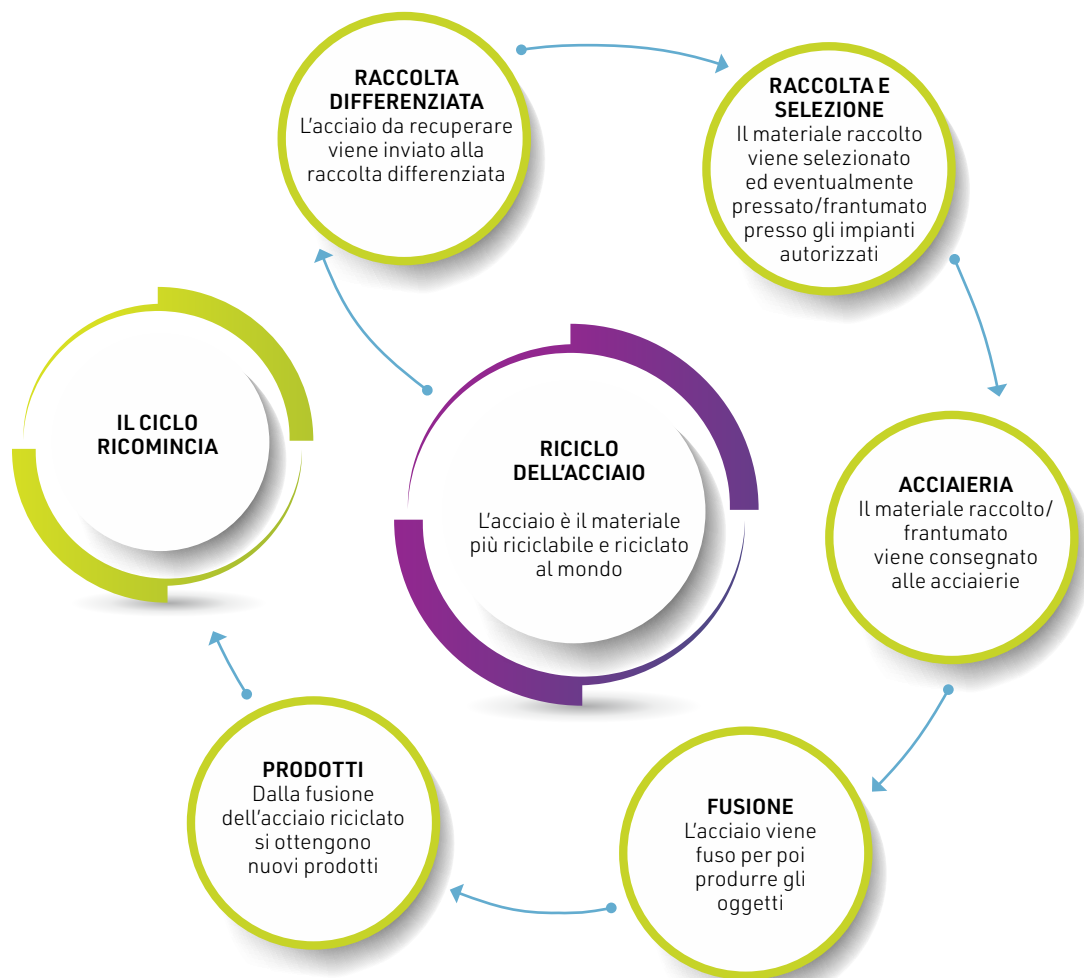 RACCOLTA
DIFFERENZIATA
L'acciaio da recuperare
viene inviato alla
raccolta differenziata
RACCOLTA E
SELEZIONE
Il materiale raccolto
viene selezionato
ed eventualmente
pressato/frantumato
presso gli impianti
autorizzati
ACCIAIERIA
Il materiale raccolto/
frantumato
viene consegnato
alle acciaierie
FUSIONE
L'acciaio viene
fuso per poi
produrre gli
oggetti
PRODOTTI
Dalla fusione
dell'acciaio riciclato
si ottengono
nuovi prodotti
IL CICLO
RICOMINCIA
RICICLO
DELL'ACCIAIO
L'acciaio è il materiale
più riciclabile e riciclato
al mondo